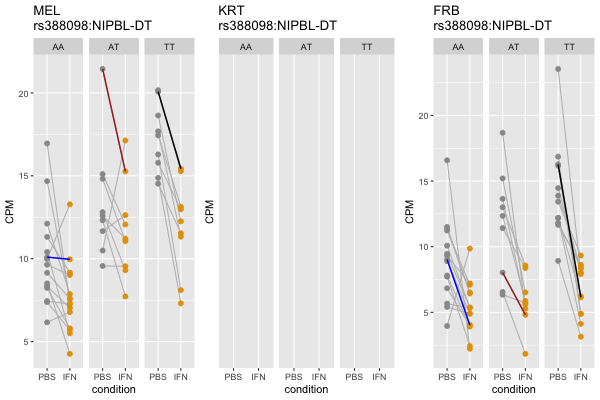 MEL
rs388098:NIPBL-DT
AA
AT
TT
CPM
20
15
10
5
PBS IFN
PBS IFN
PBS IFN
condition
KRT
rs388098:NIPBL-DT
AA
AT
TT
CPM
PBS IFN
PBS IFN
PBS IFN
condition
FRB
rs388098:NIPBL-DT
AA
AT
TT
CPM
20
15
10
5
PBS IFN
PBS IFN
PBS IFN
condition